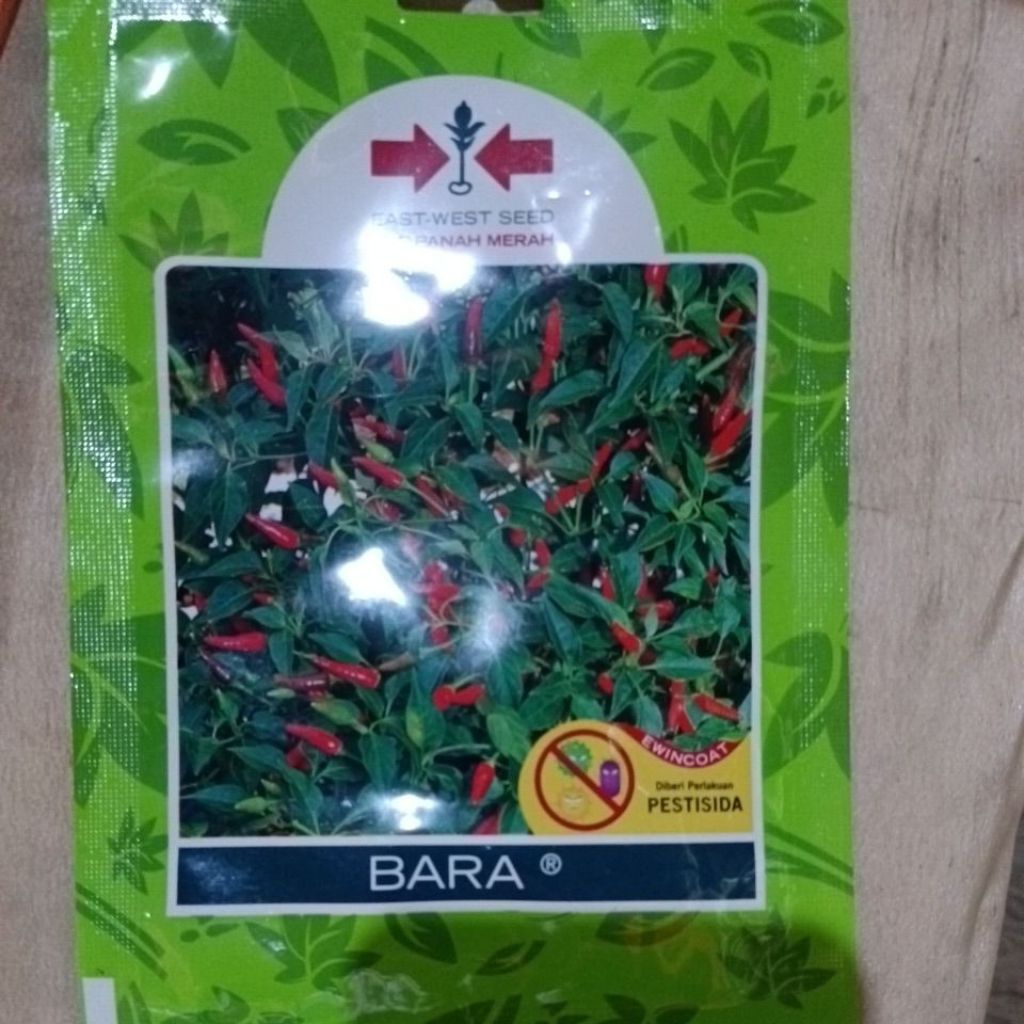 EAST-WEST SEED
PANAH MERAH
EWINCOAT
Diberi Perlakuan
PESTISIDA
BARA ®